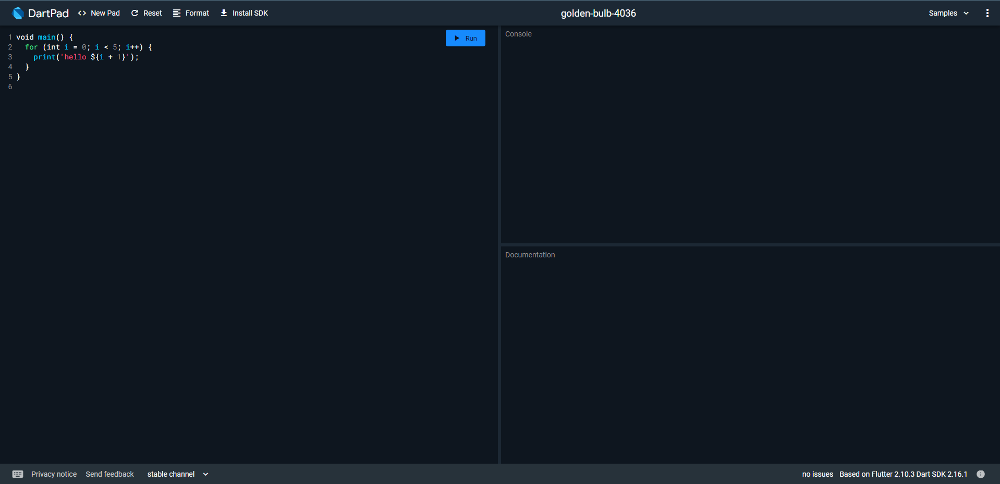 DartPad <> New Pad Reset Format Install SDK golden-bulb-4036 Samples
1 void main() {
2   for (int i = 0; i < 5; i++) {
3     print('hello ${i + 1}');
4   }
5 }
6
Run
Console
Documentation
Privacy notice Send feedback stable channel no issues Based on Flutter 2.10.3 Dart SDK 2.16.1